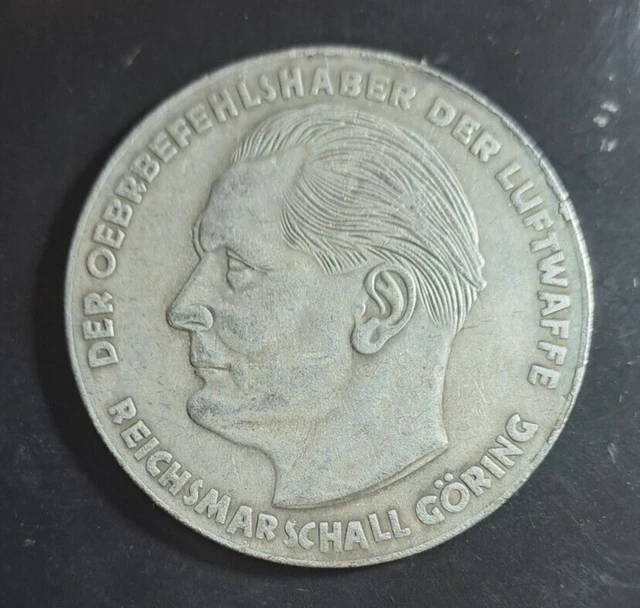 DER OEBRBEFEHLSHABER DER LUFTWAFFE
REICHSMARSCHALL GÖRING